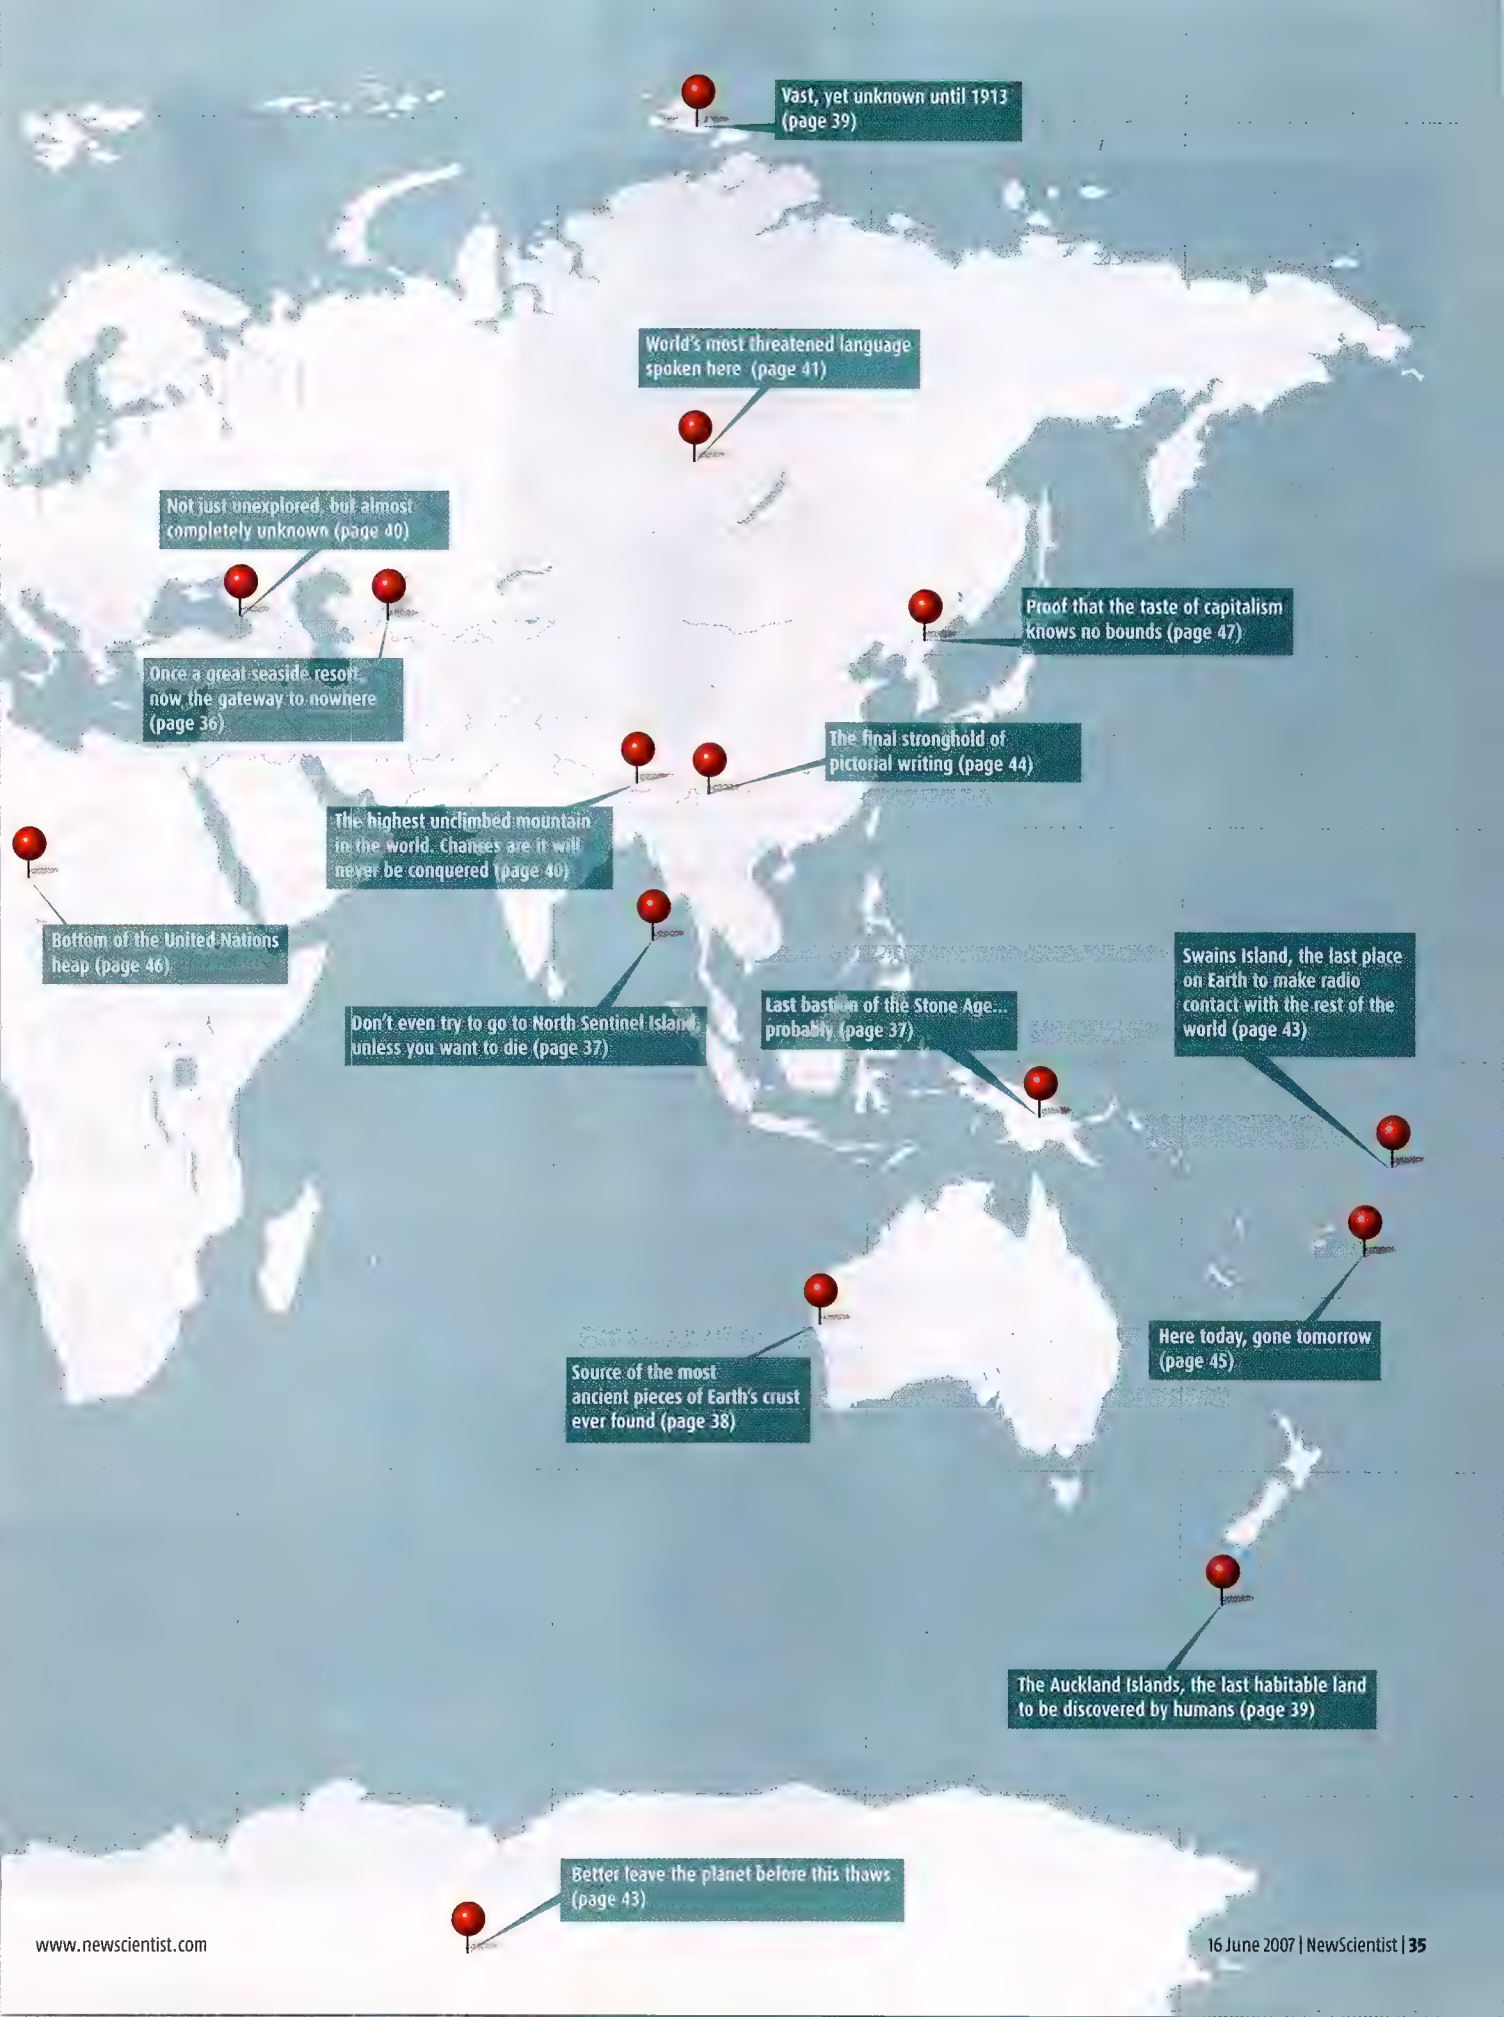 Vast, yet unknown until 1913
(page 39)
World's most threatened language
spoken here (page 41)
Not just unexplored, but almost
completely unknown (page 40)
Proof that the taste of capitalism
knows no bounds (page 47)
Once a great seaside resort,
now the gateway to nowhere
(page 36)
The final stronghold of
pictorial writing (page 44)
The highest unclimbed mountain
in the world. Chances are it will
never be conquered (page 40)
Bottom of the United Nations
heap (page 46)
Swains Island, the last place
on Earth to make radio
contact with the rest of the
world (page 43)
Last bastion of the Stone Age...
probably (page 37)
Don't even try to go to North Sentinel Island,
unless you want to die (page 37)
Here today, gone tomorrow
(page 45)
Source of the most
ancient pieces of Earth's crust
ever found (page 38)
The Auckland Islands, the last habitable land
to be discovered by humans (page 39)
Better leave the planet before this thaws
(page 43)
www.newscientist.com
16 June 2007 | NewScientist | 35